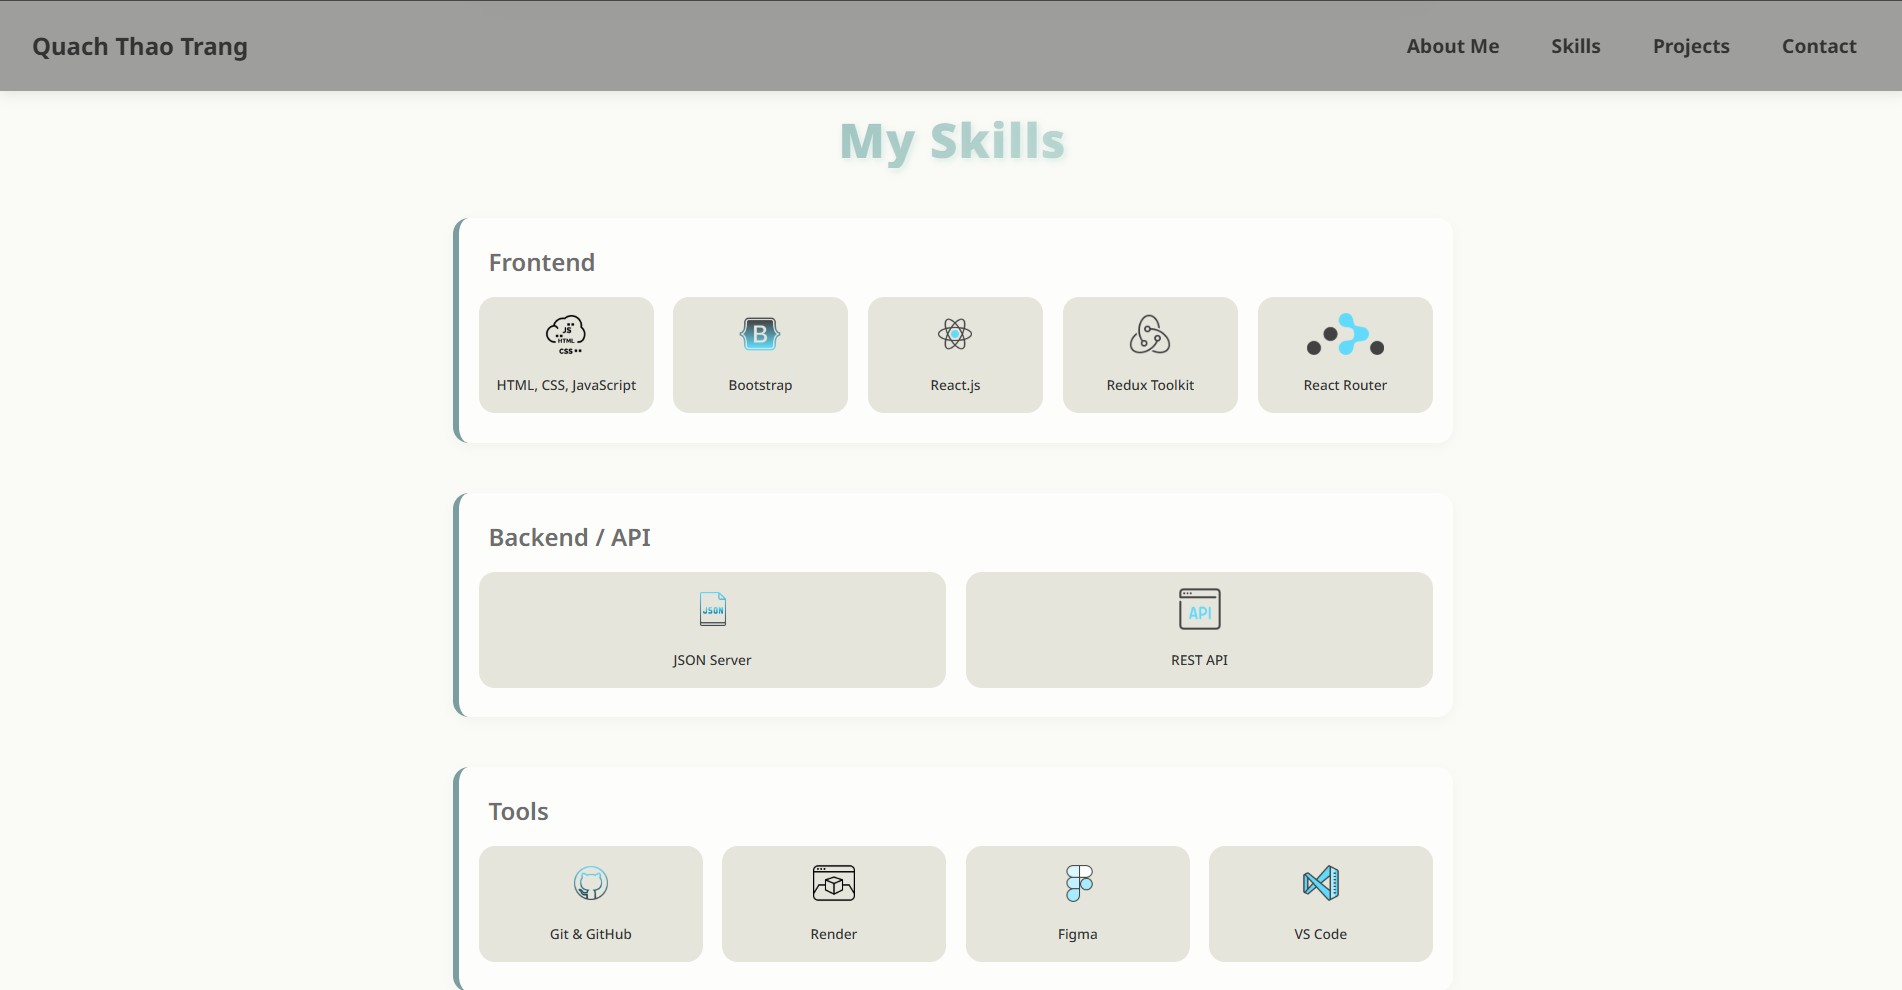 Quach Thao Trang
About Me
Skills
Projects
Contact
My Skills
Frontend
JS
HTML
CSS
HTML, CSS, JavaScript
B
Bootstrap
React.js
Redux Toolkit
React Router
Backend / API
JSON
JSON Server
API
REST API
Tools
Git & GitHub
Render
Figma
VS Code